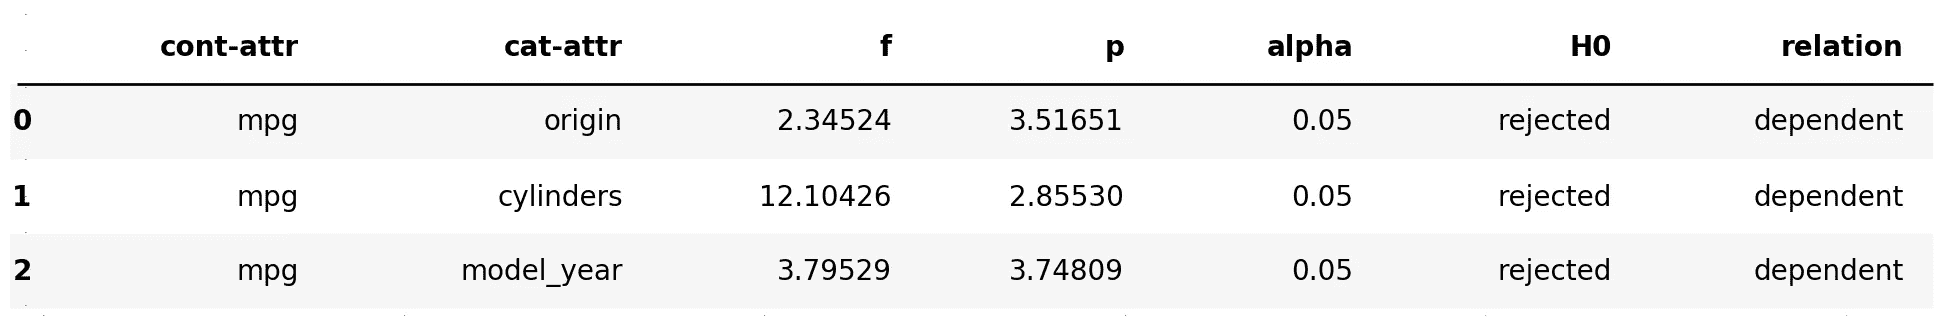 cont-attr cat-attr f p alpha H0 relation
0 mpg origin 2.34524 3.51651 0.05 rejected dependent
1 mpg cylinders 12.10426 2.85530 0.05 rejected dependent
2 mpg model_year 3.79529 3.74809 0.05 rejected dependent